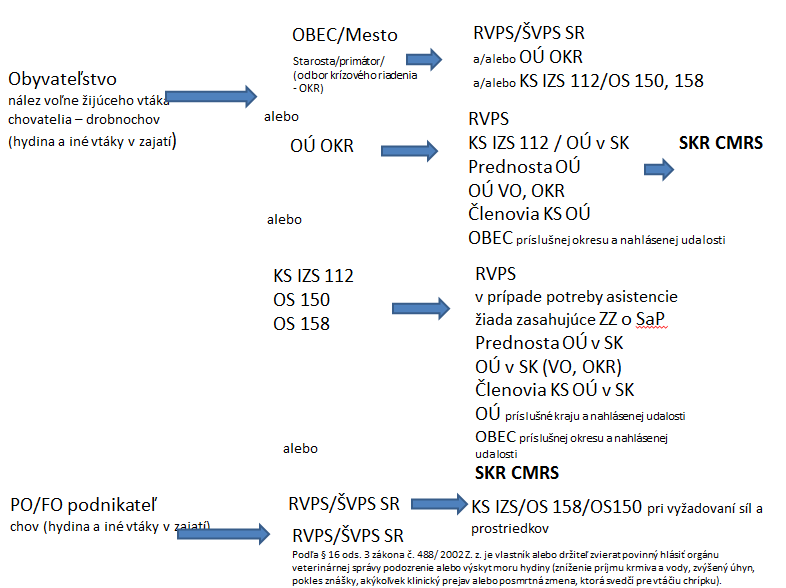 OBEC/Mesto
Starosta/primátor/
(odbor krízového riadenia
- OKR)
RVPS/ŠVPS SR
a/alebo OÚ OKR
a/alebo KS IZS 112/OS 150, 158
Obyvateľstvo
nález voľne žijúceho vtáka
chovatelia – drobnochov
(hydina a iné vtáky v zajatí)
alebo
OÚ OKR
RVPS
KS IZS 112 / OÚ v SK
Prednosta OÚ
OÚ VO, OKR
Členovia KS OÚ
OBEC príslušnej okresu a nahlásenej udalosti
SKR CMRS
alebo
KS IZS 112
OS 150
OS 158
RVPS
v prípade potreby asistencie
žiada zasahujúce ZZ o SaP
Prednosta OÚ v SK
OÚ v SK (VO, OKR)
Členovia KS OÚ v SK
OÚ príslušné kraju a nahlásenej udalosti
OBEC príslušnej okresu a nahlásenej
udalosti
SKR CMRS
alebo
PO/FO podnikateľ
chov (hydina a iné vtáky v zajatí)
RVPS/ŠVPS SR
KS IZS/OS 158/OS150 pri vyžadovaní síl a
prostriedkov
RVPS/ŠVPS SR
Podľa § 16 ods. 3 zákona č. 488/ 2002 Z. z. je vlastník alebo držiteľ zvierat povinný hlásiť orgánu
veterinárnej správy podozrenie alebo výskyt moru hydiny (zníženie príjmu krmiva a vody, zvýšený úhyn,
pokles znášky, akýkoľvek klinický prejav alebo posmrtná zmena, ktorá svedčí pre vtáčiu chrípku).